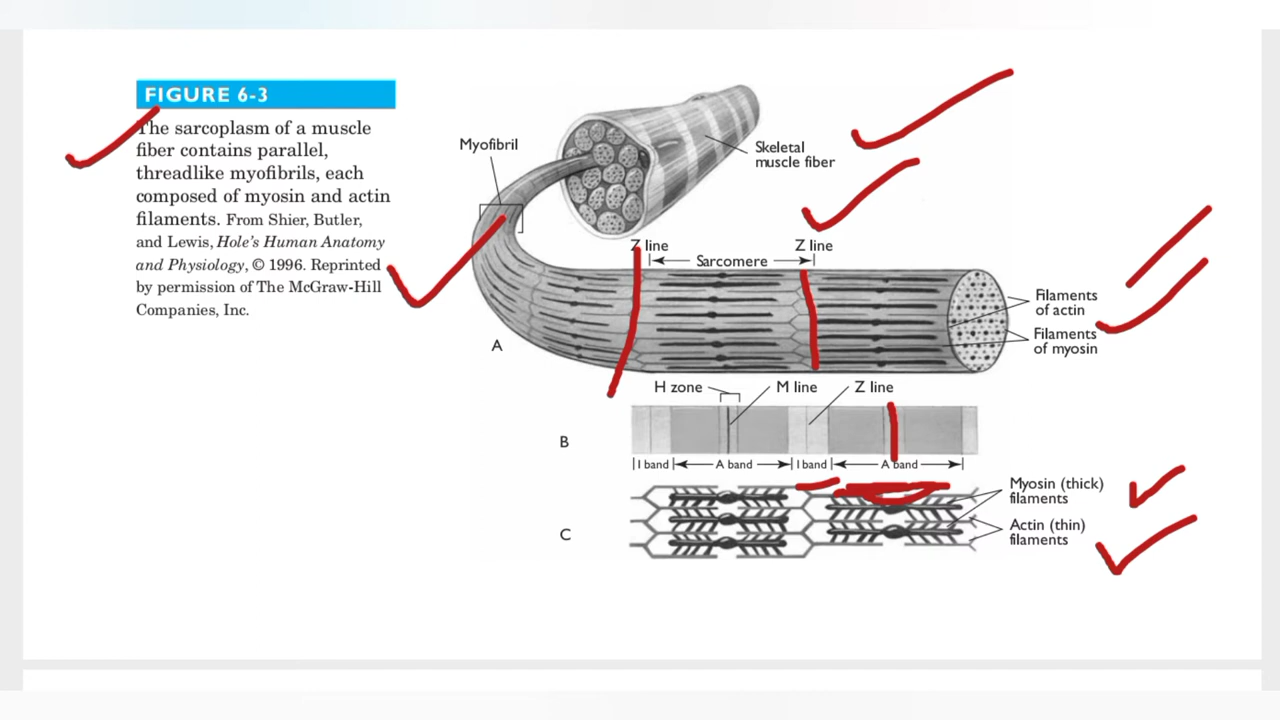 FIGURE 6-3
The sarcoplasm of a muscle
fiber contains parallel,
threadlike myofibrils, each
composed of myosin and actin
filaments. From Shier, Butler,
and Lewis, Hole's Human Anatomy
and Physiology, © 1996. Reprinted
by permission of The McGraw-Hill
Companies, Inc.
Myofibril
Skeletal
muscle fiber
Z line
Z line
Sarcomere
Filaments
of actin
Filaments
of myosin
A
H zone
M line
Z line
B
I band
A band
I band
A band
Myosin (thick)
filaments
Actin (thin)
filaments
C